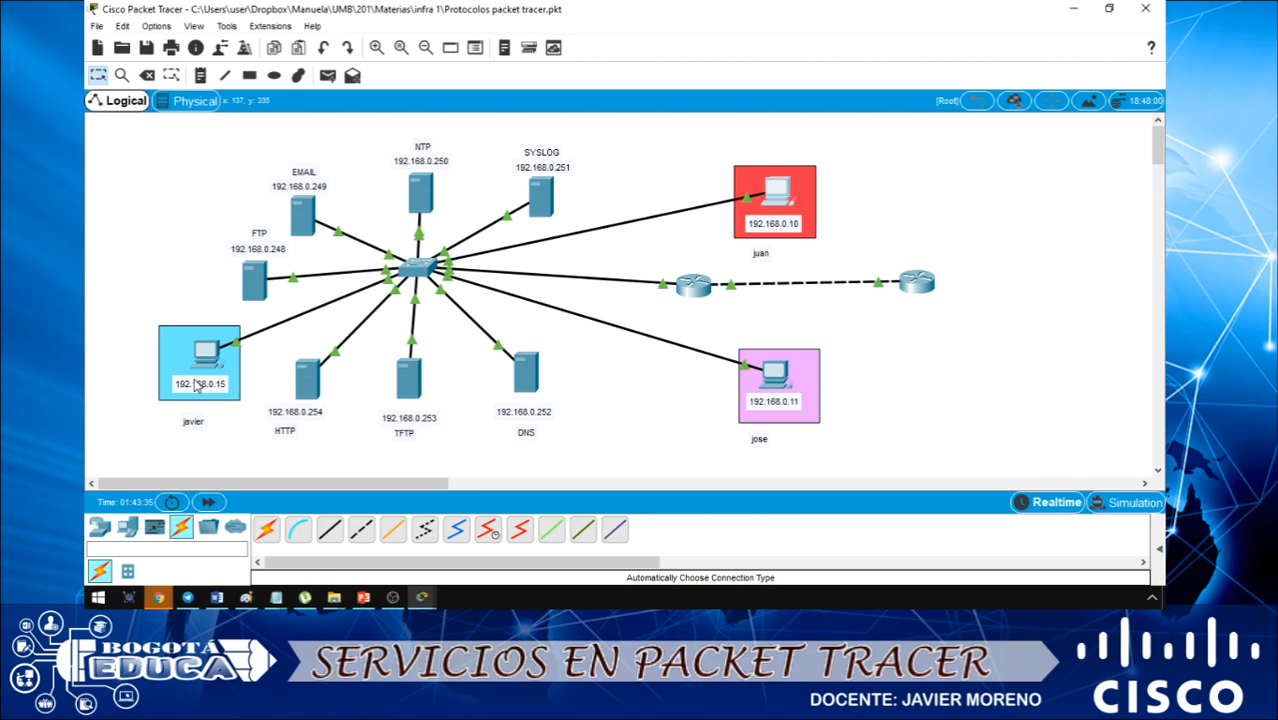 Cisco Packet Tracer - C:\Users\user\Dropbox\Manuela\UMB\201\Materias\infra 1\Protocolos packet tracer.pkt
File Edit Options View Tools Extensions Help
?
Logical Physical x: 137, y: 335 [Root] 18:48:00
NTP
192.168.0.250
SYSLOG
192.168.0.251
EMAIL
192.168.0.249
192.168.0.10
juan
FTP
192.168.0.248
192.168.0.15
javier
192.168.0.254
HTTP
192.168.0.253
TFTP
192.168.0.252
DNS
192.168.0.11
jose
Time: 01:43:35 Realtime Simulation
Automatically Choose Connection Type
BOGOTÁ
EDUCA
SERVICIOS EN PACKET TRACER
DOCENTE: JAVIER MORENO
CISCO